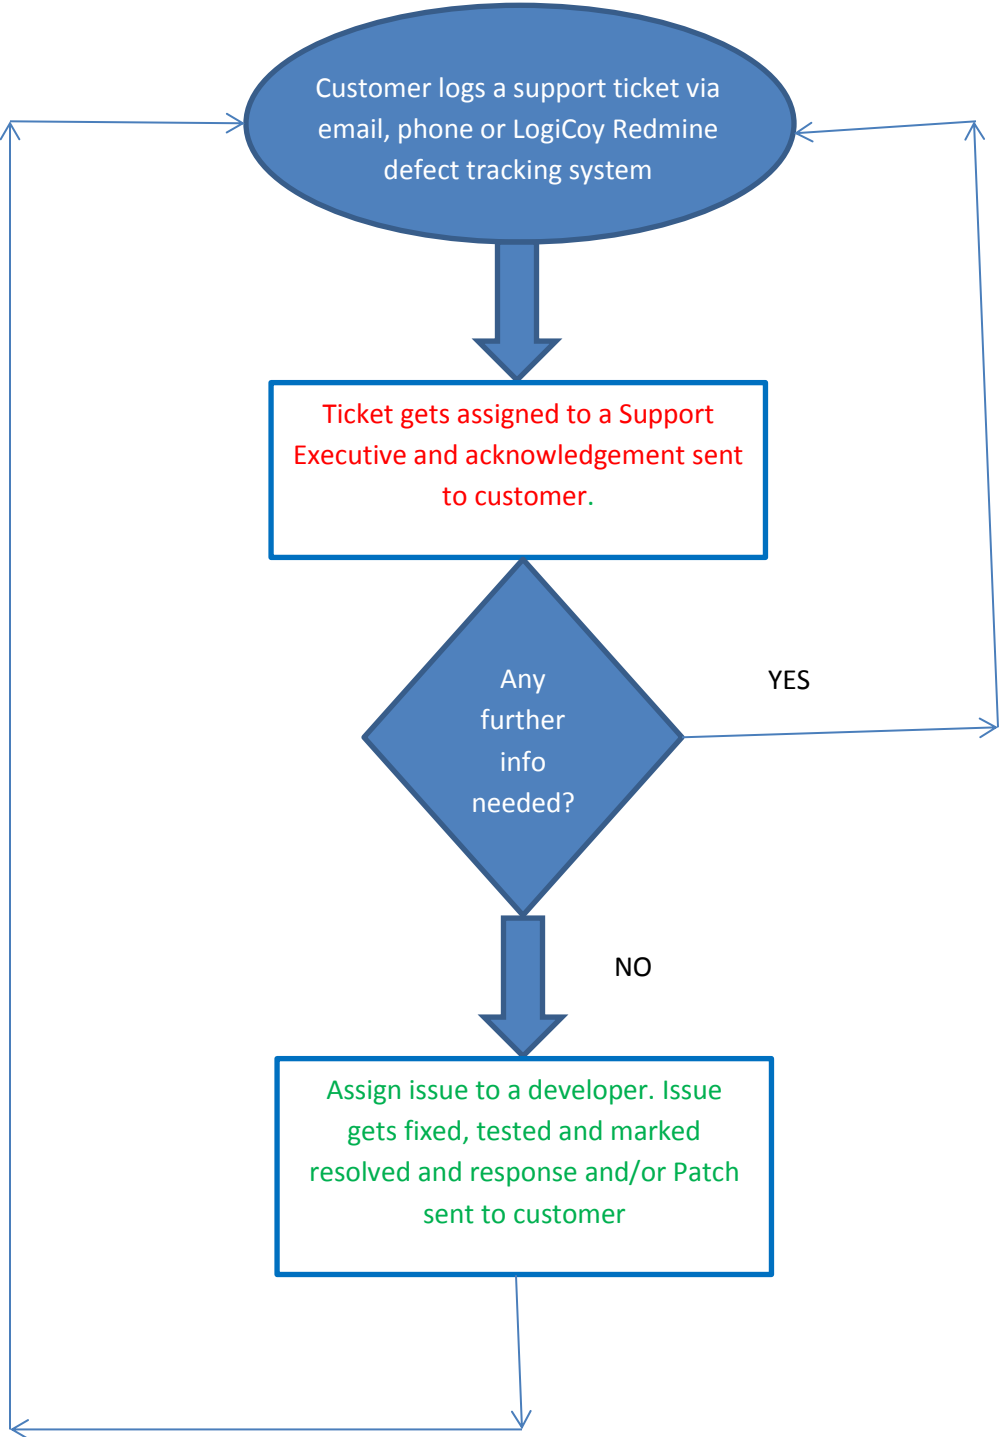 Customer logs a support ticket via
email, phone or LogiCoy Redmine
defect tracking system
Ticket gets assigned to a Support
Executive and acknowledgement sent
to customer.
Any
further
info
needed?
YES
NO
Assign issue to a developer. Issue
gets fixed, tested and marked
resolved and response and/or Patch
sent to customer